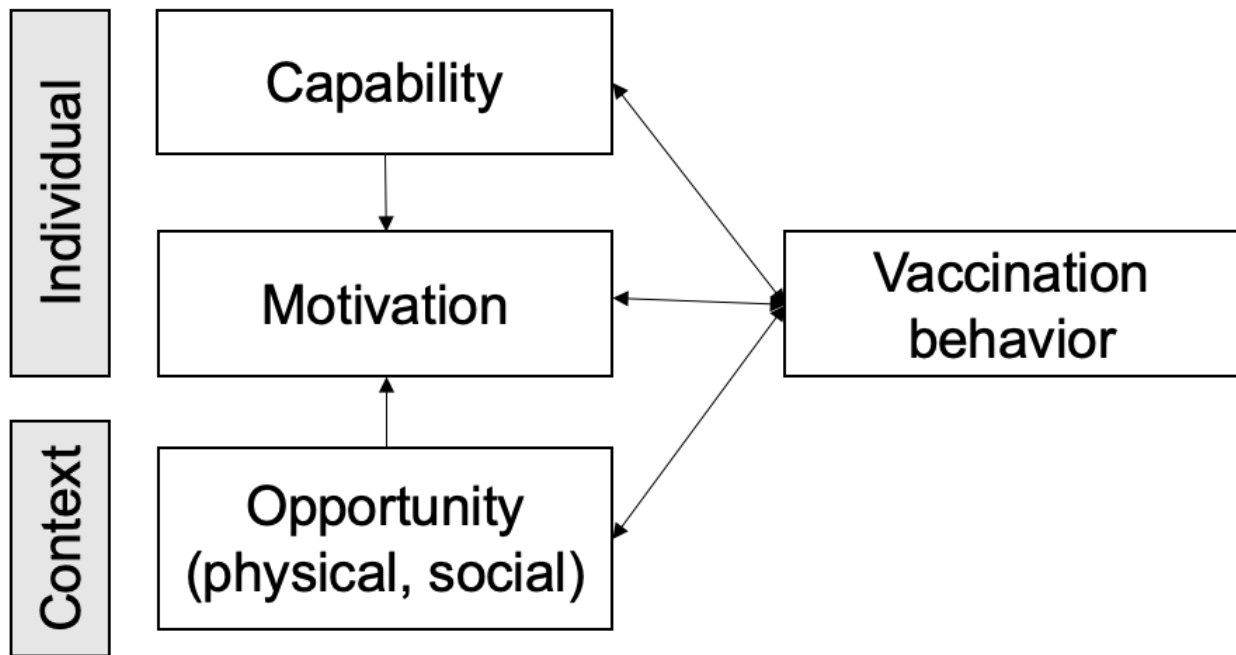 Individual
Capability
Motivation
Vaccination
behavior
Context
Opportunity
(physical, social)